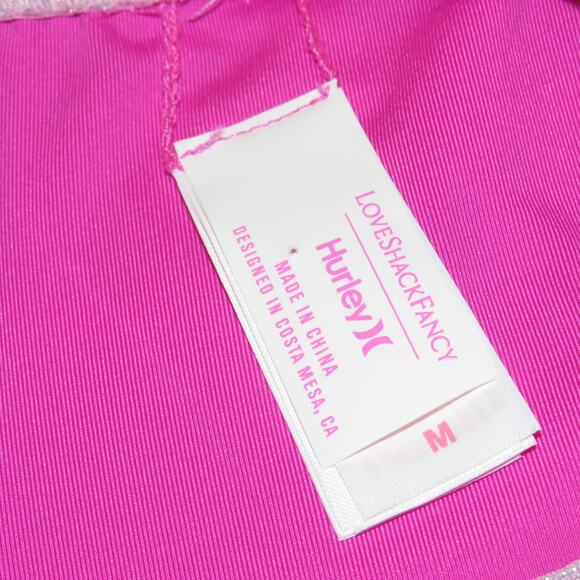 LOVESHACKFANCY
Hurley
MADE IN CHINA
DESIGNED IN COSTA MESA, CA
M